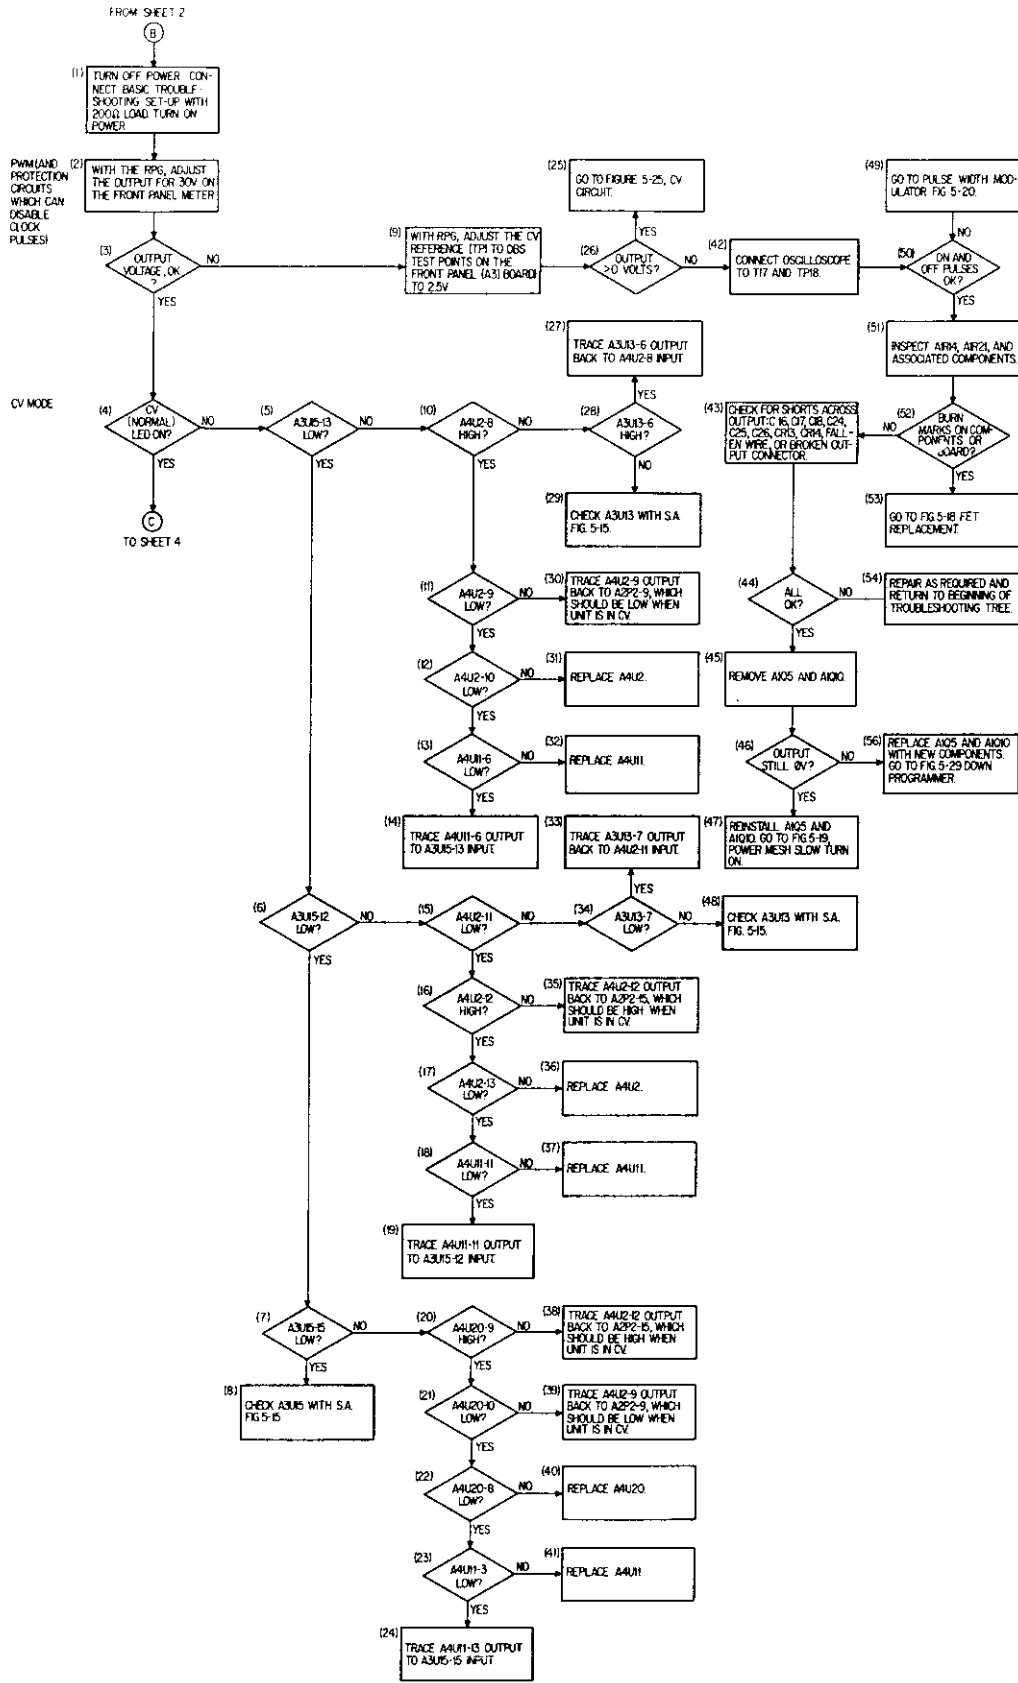 FROM SHEET 2
B
(1)
TURN OFF POWER CON-
NECT BASIC TROUBLE-
SHOOTING SET-UP WITH
200Ω LOAD. TURN ON
POWER
PWM (AND
PROTECTION
CIRCUITS
WHICH CAN
DISABLE
CLOCK
PULSES)
(2)
WITH THE RPG, ADJUST
THE OUTPUT FOR 30V ON
THE FRONT PANEL METER
(3)
OUTPUT
VOLTAGE, OK
?
NO
YES
(9)
WITH RPG, ADJUST THE CV
REFERENCE (TP1 TO DBS
TEST POINTS ON THE
FRONT PANEL (A3) BOARD)
TO 2.5V
(25)
GO TO FIGURE 5-25, CV
CIRCUIT.
YES
(26)
OUTPUT
>0 VOLTS?
NO
(42)
CONNECT OSCILLOSCOPE
TO T17 AND TP18.
(49)
GO TO PULSE WIDTH MOD-
ULATOR FIG 5-20.
NO
(50)
ON AND
OFF PULSES
OK?
YES
(51)
INSPECT A1R14, A1R21, AND
ASSOCIATED COMPONENTS.
(52)
BURN
MARKS ON COM-
PONENTS OR
BOARD?
NO
YES
(53)
GO TO FIG. 5-18 FET
REPLACEMENT.
(43)
CHECK FOR SHORTS ACROSS
OUTPUT: C16, C17, C18, C24,
C25, C26, CR13, CR14, FALL-
EN WIRE, OR BROKEN OUT-
PUT CONNECTOR.
(44)
ALL
OK?
NO
YES
(54)
REPAIR AS REQUIRED AND
RETURN TO BEGINNING OF
TROUBLESHOOTING TREE.
(45)
REMOVE A1Q5 AND A1Q10.
(46)
OUTPUT
STILL 0V?
NO
YES
(56)
REPLACE A1Q5 AND A1Q10
WITH NEW COMPONENTS.
GO TO FIG. 5-29 DOWN
PROGRAMMER.
(47)
REINSTALL A1Q5 AND
A1Q10. GO TO FIG. 5-19,
POWER MESH SLOW TURN
ON.
CV MODE
(4)
CV
(NORMAL)
LED ON?
NO
YES
C
TO SHEET 4
(5)
A3U15-13
LOW?
NO
YES
(10)
A4U2-8
HIGH?
NO
YES
(27)
TRACE A3U13-6 OUTPUT
BACK TO A4U2-8 INPUT
YES
(28)
A3U13-6
HIGH?
NO
(29)
CHECK A3U13 WITH S.A.
FIG. 5-15.
(11)
A4U2-9
LOW?
NO
YES
(30)
TRACE A4U2-9 OUTPUT
BACK TO A2P2-9, WHICH
SHOULD BE LOW WHEN
UNIT IS IN CV.
(12)
A4U2-10
LOW?
NO
YES
(31)
REPLACE A4U2.
(13)
A4U11-6
LOW?
NO
YES
(32)
REPLACE A4U11.
(14)
TRACE A4U11-6 OUTPUT
TO A3U15-13 INPUT.
(33)
TRACE A3U13-7 OUTPUT
BACK TO A4U2-11 INPUT.
YES
(6)
A3U15-12
LOW?
NO
YES
(15)
A4U2-11
LOW?
NO
YES
(34)
A3U13-7
LOW?
NO
(48)
CHECK A3U13 WITH S.A.
FIG. 5-15.
(16)
A4U2-12
HIGH?
NO
YES
(35)
TRACE A4U2-12 OUTPUT
BACK TO A2P2-15, WHICH
SHOULD BE HIGH WHEN
UNIT IS IN CV.
(17)
A4U2-13
LOW?
NO
YES
(36)
REPLACE A4U2.
(18)
A4U11-11
LOW?
NO
YES
(37)
REPLACE A4U11.
(19)
TRACE A4U11-11 OUTPUT
TO A3U15-12 INPUT.
(7)
A3U15-15
LOW?
NO
YES
(8)
CHECK A3U15 WITH S.A.
FIG 5-15
(20)
A4U20-9
HIGH?
NO
YES
(38)
TRACE A4U2-12 OUTPUT
BACK TO A2P2-15, WHICH
SHOULD BE HIGH WHEN
UNIT IS IN CV.
(21)
A4U20-10
LOW?
NO
YES
(39)
TRACE A4U2-9 OUTPUT
BACK TO A2P2-9, WHICH
SHOULD BE LOW WHEN
UNIT IS IN CV.
(22)
A4U20-8
LOW?
NO
YES
(40)
REPLACE A4U20.
(23)
A4U11-3
LOW?
NO
YES
(41)
REPLACE A4U11
(24)
TRACE A4U11-13 OUTPUT
TO A3U15-15 INPUT